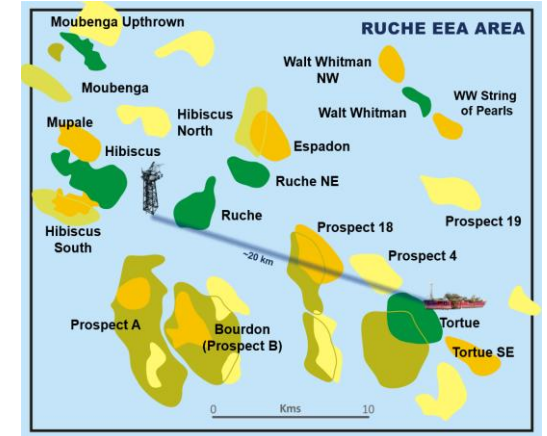 Moubenga Upthrown
RUCHE EEA AREA
Walt Whitman
NW
Moubenga
Walt Whitman
WW String
of Pearls
Mupale
Hibiscus
North
Hibiscus
Espadon
Ruche NE
Ruche
Prospect 19
Hibiscus
South
Prospect 18
Prospect 4
~20 km
Prospect A
Bourdon
(Prospect B)
Tortue
Tortue SE
0 Kms 10